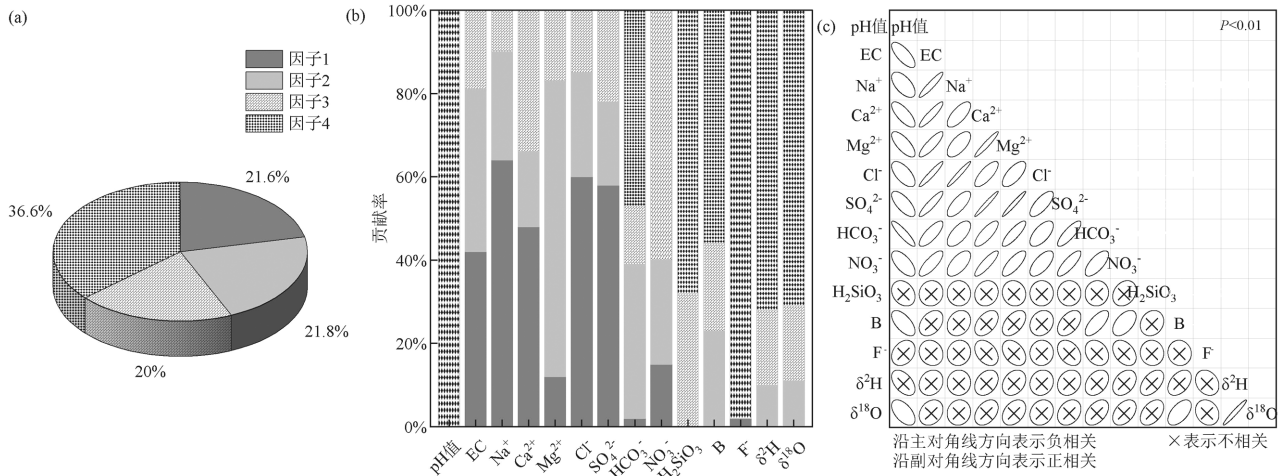 (a)
因子1
因子2
因子3
因子4
21.6%
36.6%
21.8%
20%
(b)
贡献率
100%
80%
60%
40%
20%
0%
pH值
EC
Na⁺
Ca²⁺
Mg²⁺
Cl⁻
SO₄²⁻
HCO₃⁻
NO₃⁻
H₂SiO₃
B
F⁻
δ²H
δ¹⁸O
(c)
P<0.01
pH值 pH值
EC EC
Na⁺ Na⁺
Ca²⁺ Ca²⁺
Mg²⁺ Mg²⁺
Cl⁻ Cl⁻
SO₄²⁻ SO₄²⁻
HCO₃⁻ HCO₃⁻
NO₃⁻ NO₃⁻
H₂SiO₃ H₂SiO₃
B B
F⁻ F⁻
δ²H δ²H
δ¹⁸O δ¹⁸O
沿主对角线方向表示负相关 ×表示不相关
沿副对角线方向表示正相关